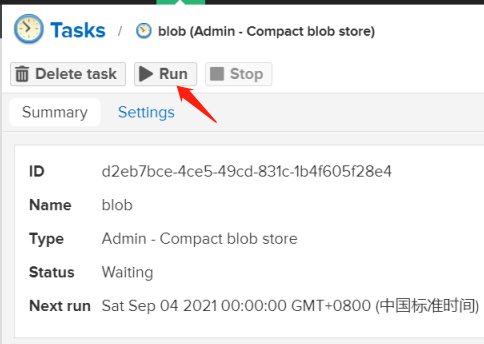 Tasks / blob (Admin - Compact blob store)
Delete task Run Stop
Summary Settings
ID d2eb7bce-4ce5-49cd-831c-1b4f605f28e4
Name blob
Type Admin - Compact blob store
Status Waiting
Next run Sat Sep 04 2021 00:00:00 GMT+0800 (中国标准时间)